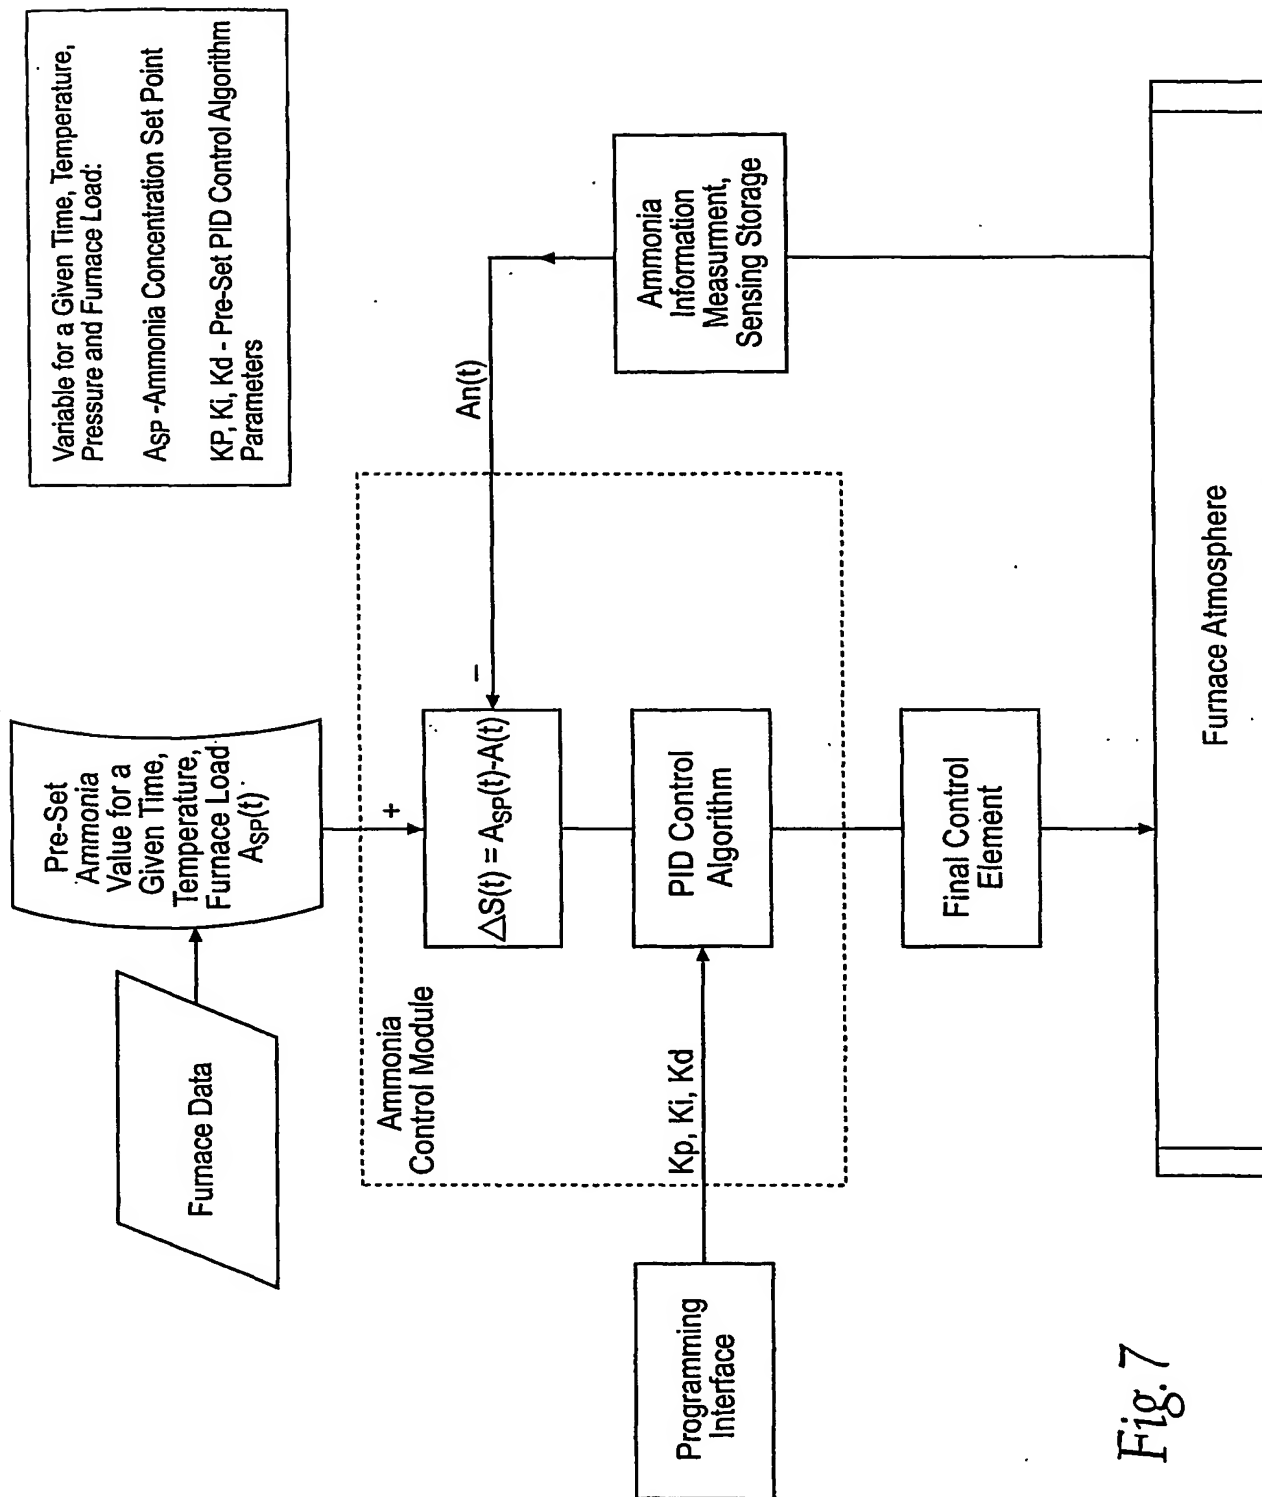 Variable for a Given Time, Temperature,
Pressure and Furnace Load:
ASP -Ammonia Concentration Set Point
KP, Ki, Kd - Pre-Set PID Control Algorithm
Parameters
Furnace Data
Pre-Set
Ammonia
Value for a
Given Time,
Temperature,
Furnace Load
ASP(t)
+
Ammonia
Control Module
△S(t) = ASP(t)-A(t)
−
An(t)
Ammonia
Information
Measurment,
Sensing Storage
Programming
Interface
Kp, Ki, Kd
PID Control
Algorithm
Final Control
Element
Furnace Atmosphere
Fig. 7